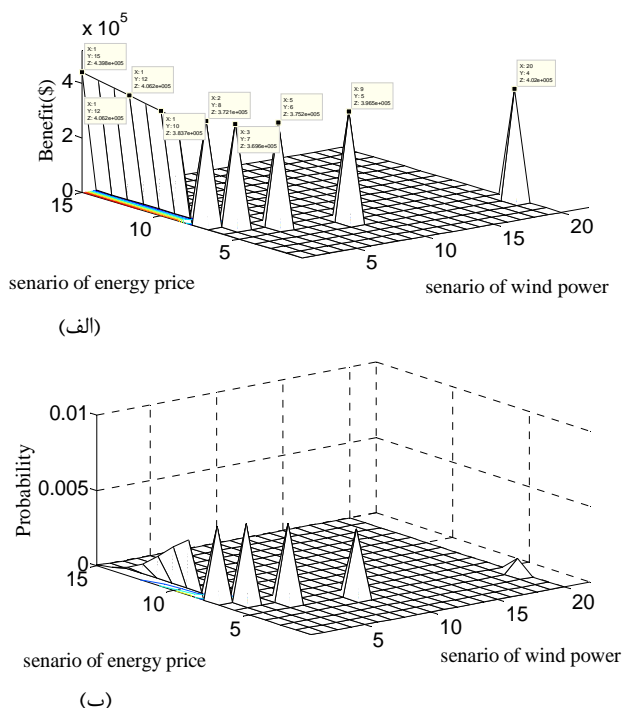 x 10^5
X: 1
Y: 15
Z: 4.398e+005
X: 1
Y: 12
Z: 4.062e+005
X: 1
Y: 12
Z: 4.062e+005
X: 1
Y: 10
Z: 3.837e+005
X: 2
Y: 8
Z: 3.721e+005
X: 3
Y: 7
Z: 3.696e+005
X: 5
Y: 6
Z: 3.752e+005
X: 9
Y: 5
Z: 3.965e+005
X: 20
Y: 4
Z: 4.02e+005
Benefit($)
4
2
0
15
10
5
5
10
15
20
senario of energy price
senario of wind power
(الف)
0.01
0.005
0
Probability
15
10
5
5
10
15
20
senario of energy price
senario of wind power
(ب)